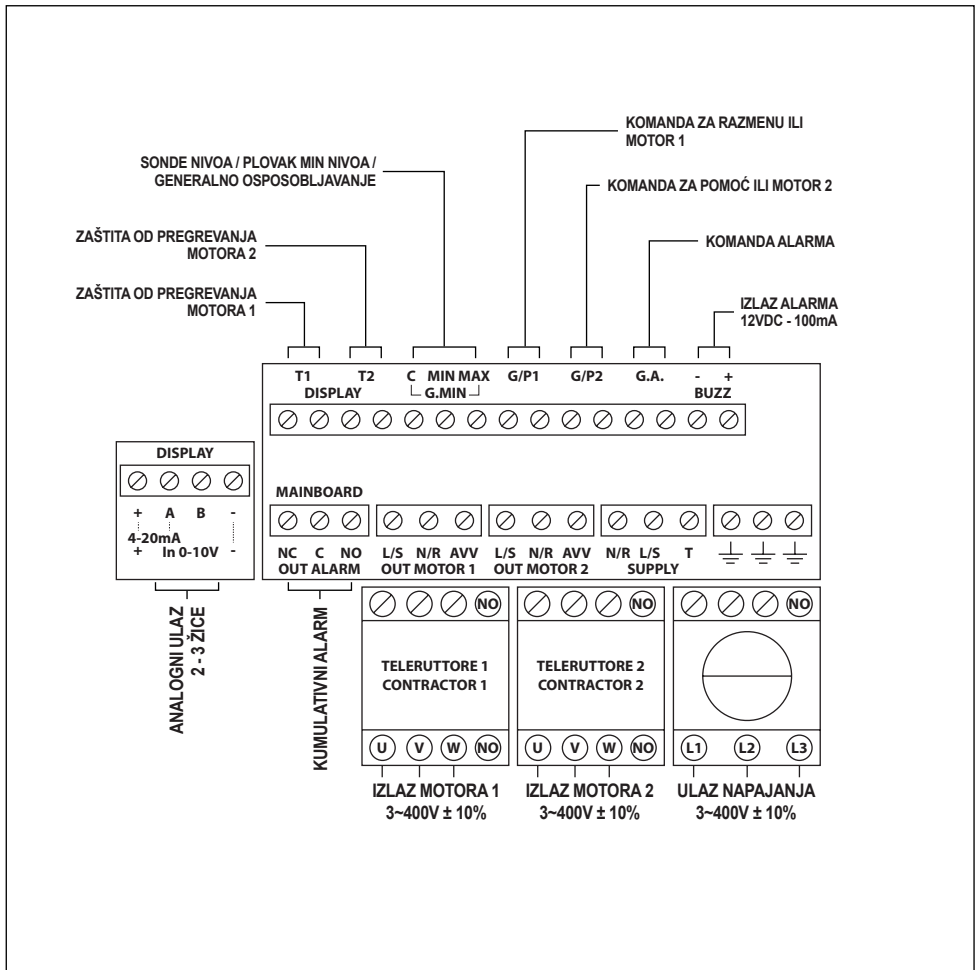 KOMANDA ZA RAZMENU ILI
MOTOR 1
SONDE NIVOA / PLOVAK MIN NIVOA /
GENERALNO OSPOSOBLJAVANJE
KOMANDA ZA POMOĆ ILI MOTOR 2
ZAŠTITA OD PREGREVANJA
MOTORA 2
KOMANDA ALARMA
ZAŠTITA OD PREGREVANJA
MOTORA 1
IZLAZ ALARMA
12VDC - 100mA
T1 T2 C MIN MAX G/P1 G/P2 G.A. - +
DISPLAY G.MIN BUZZ
DISPLAY
+ A B -
4-20mA
+ In 0-10V -
ANALOGNI ULAZ
2 - 3 ŽICE
MAINBOARD
NC C NO L/S N/R AVV L/S N/R AVV N/R L/S T
OUT ALARM OUT MOTOR 1 OUT MOTOR 2 SUPPLY
KUMULATIVNI ALARM
NO NO NO
TELERUTTORE 1
CONTRACTOR 1
TELERUTTORE 2
CONTRACTOR 2
U V W NO U V W NO L1 L2 L3
IZLAZ MOTORA 1
3~400V ± 10%
IZLAZ MOTORA 2
3~400V ± 10%
ULAZ NAPAJANJA
3~400V ± 10%